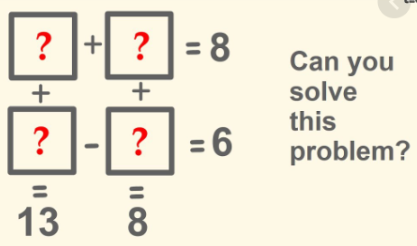 ? + ? = 8
+ +
? - ? = 6
= =
13 8
Can you
solve
this
problem?